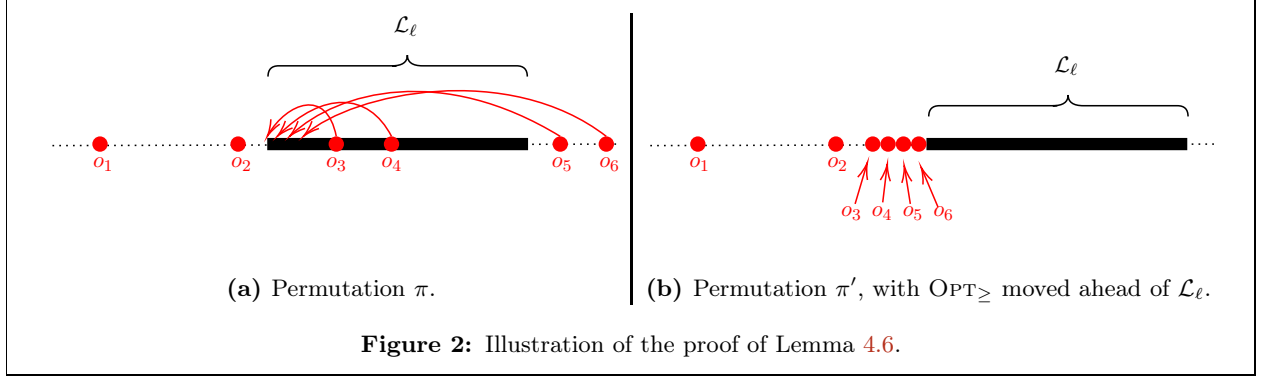 ℒ_ℓ
o₁ o₂ o₃ o₄ o₅ o₆
(a) Permutation π.
ℒ_ℓ
o₁ o₂
o₃ o₄ o₅ o₆
(b) Permutation π′, with OPT≥ moved ahead of ℒ_ℓ.
Figure 2: Illustration of the proof of Lemma 4.6.